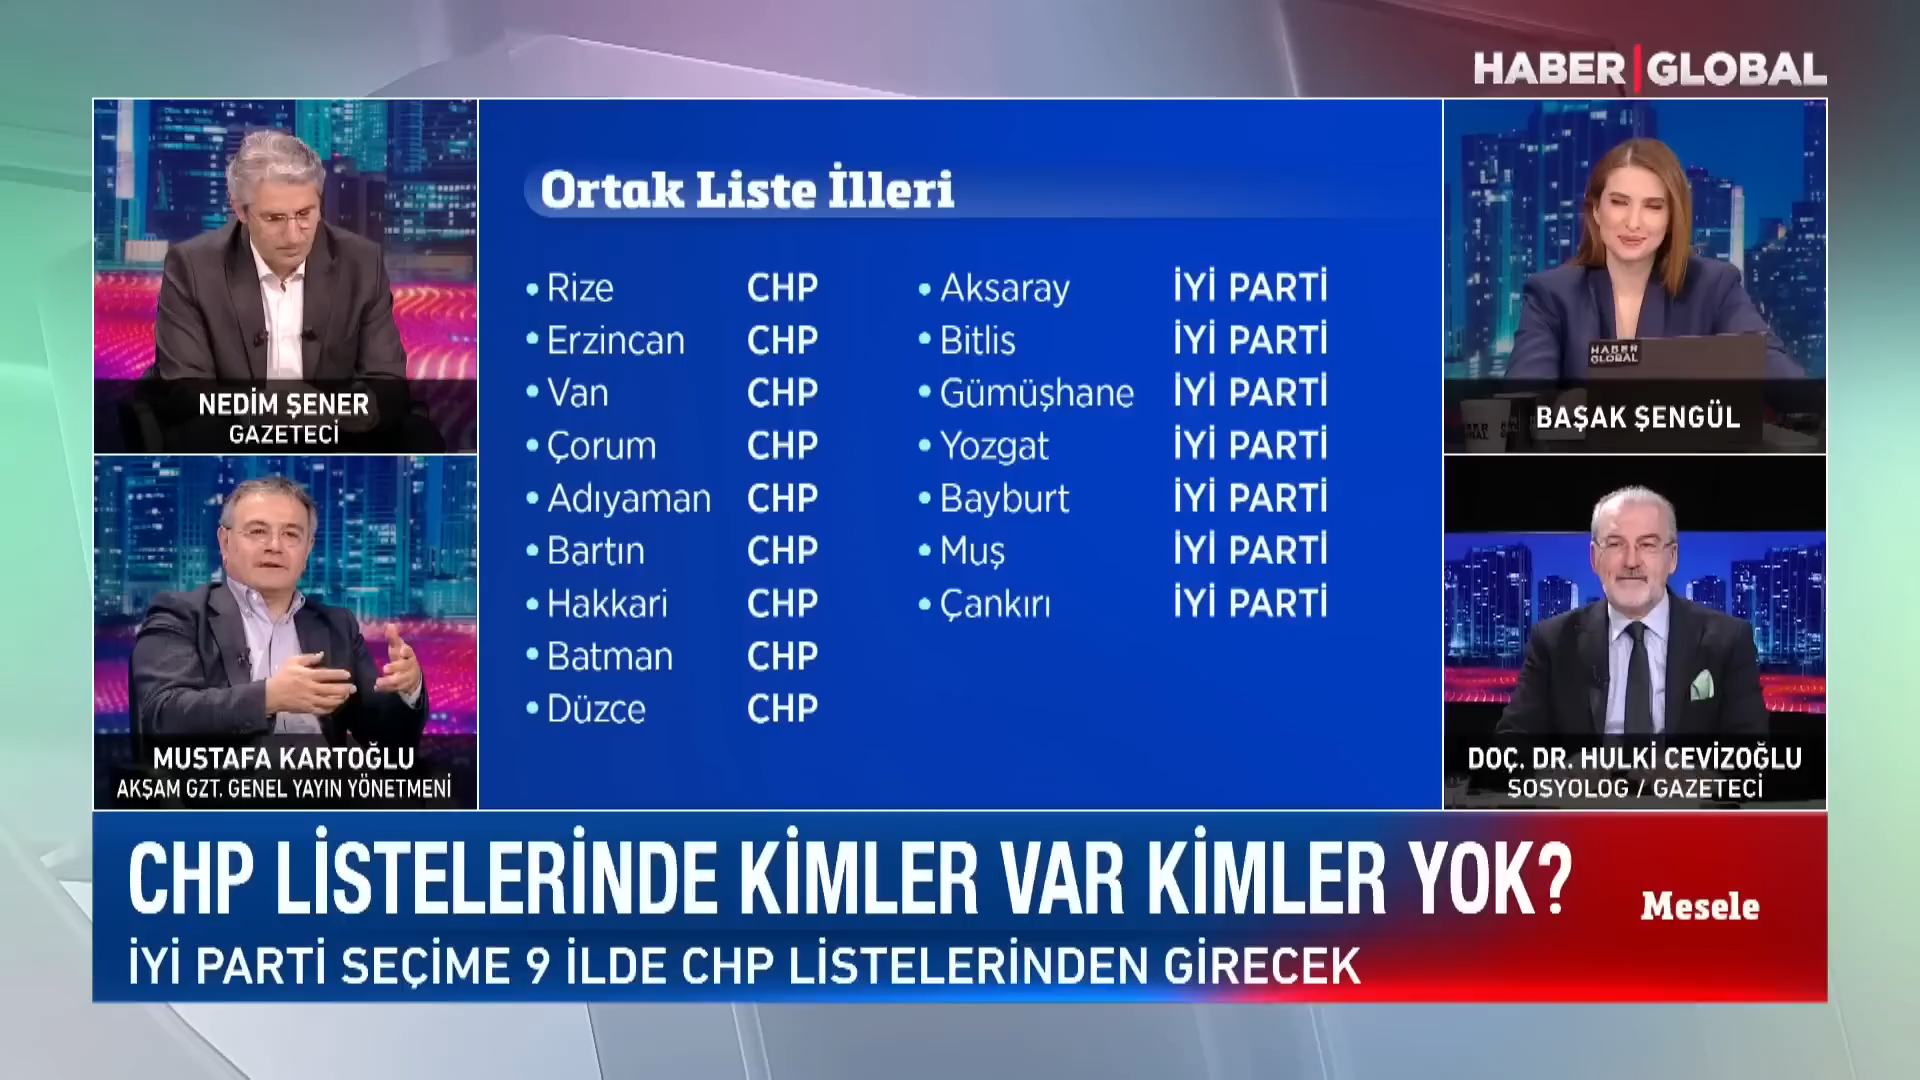 HABER GLOBAL
Ortak Liste İlleri
• Rize CHP
• Erzincan CHP
• Van CHP
• Çorum CHP
• Adıyaman CHP
• Bartın CHP
• Hakkari CHP
• Batman CHP
• Düzce CHP
• Aksaray İYİ PARTİ
• Bitlis İYİ PARTİ
• Gümüşhane İYİ PARTİ
• Yozgat İYİ PARTİ
• Bayburt İYİ PARTİ
• Muş İYİ PARTİ
• Çankırı İYİ PARTİ
NEDİM ŞENER
GAZETECİ
MUSTAFA KARTOĞLU
AKŞAM GZT. GENEL YAYIN YÖNETMENİ
HABER
GLOBAL
BAŞAK ŞENGÜL
DOÇ. DR. HULKİ CEVİZOĞLU
SOSYOLOG / GAZETECİ
CHP LİSTELERİNDE KİMLER VAR KİMLER YOK?
İYİ PARTİ SEÇİME 9 İLDE CHP LİSTELERİNDEN GİRECEK
Mesele